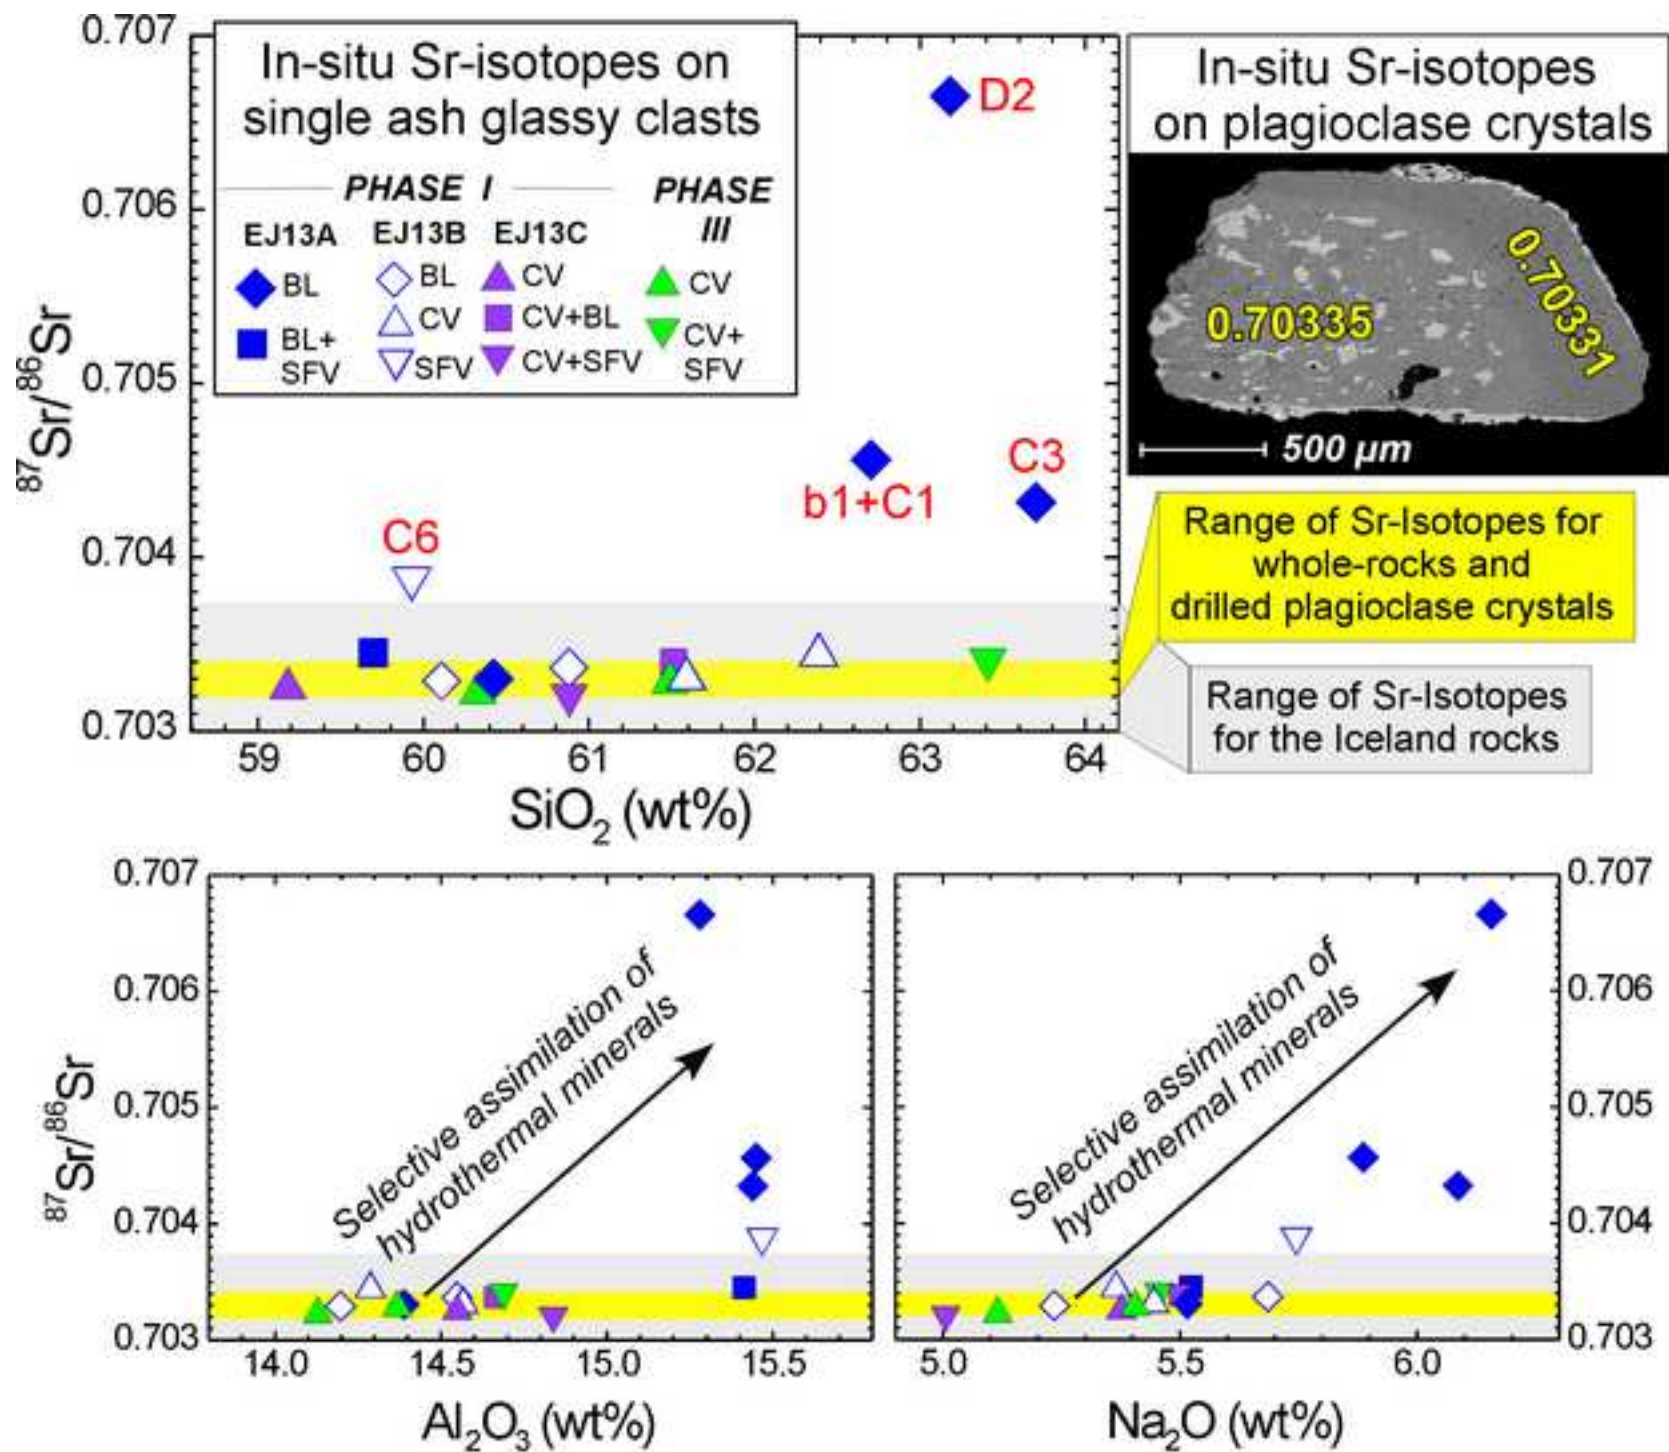 0.707
0.706
0.705
0.704
0.703
⁸⁷Sr/⁸⁶Sr
In-situ Sr-isotopes on
single ash glassy clasts
PHASE I
PHASE
III
EJ13A
EJ13B
EJ13C
BL
BL+
SFV
BL
CV
SFV
CV
CV+BL
CV+SFV
CV
CV+
SFV
D2
C3
b1+C1
C6
59 60 61 62 63 64
SiO₂ (wt%)
In-situ Sr-isotopes
on plagioclase crystals
0.70335
0.70331
500 µm
Range of Sr-Isotopes for
whole-rocks and
drilled plagioclase crystals
Range of Sr-Isotopes
for the Iceland rocks
0.707
0.706
0.705
0.704
0.703
⁸⁷Sr/⁸⁶Sr
Selective assimilation of
hydrothermal minerals
14.0 14.5 15.0 15.5
Al₂O₃ (wt%)
Selective assimilation of
hydrothermal minerals
0.707
0.706
0.705
0.704
0.703
5.0 5.5 6.0
Na₂O (wt%)